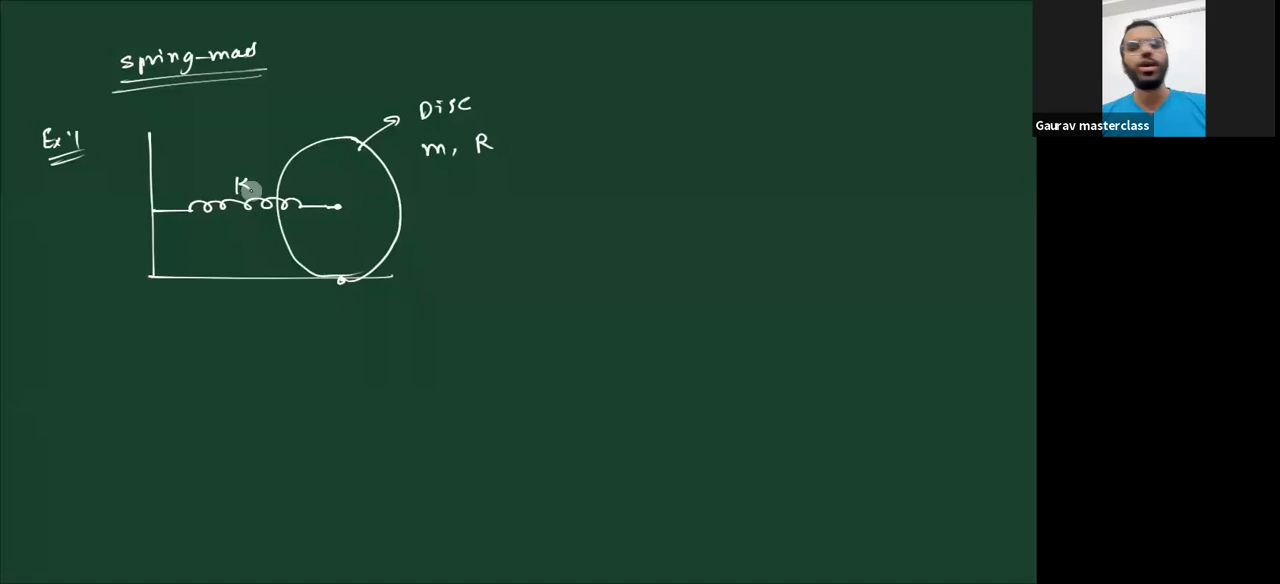 spring-mass
Ex:1
Disc
m, R
K
Gaurav masterclass